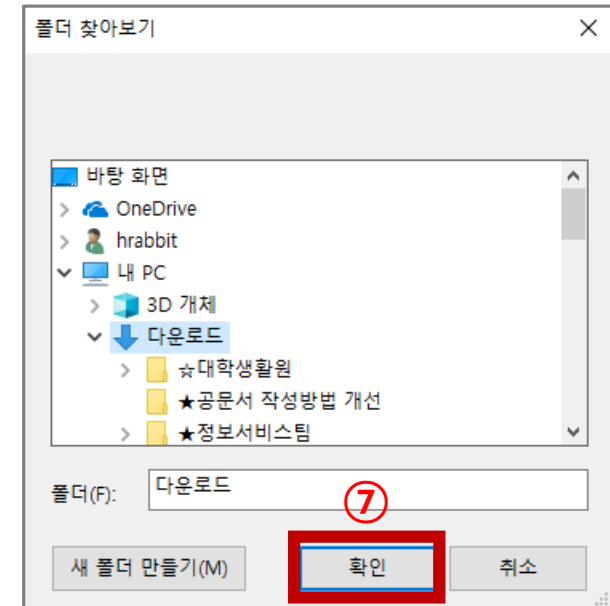 폴더 찾아보기
바탕 화면
OneDrive
hrabbit
내 PC
3D 개체
다운로드
☆대학생활원
★공문서 작성방법 개선
★정보서비스팀
폴더(F): 다운로드
⑦
새 폴더 만들기(M) 확인 취소